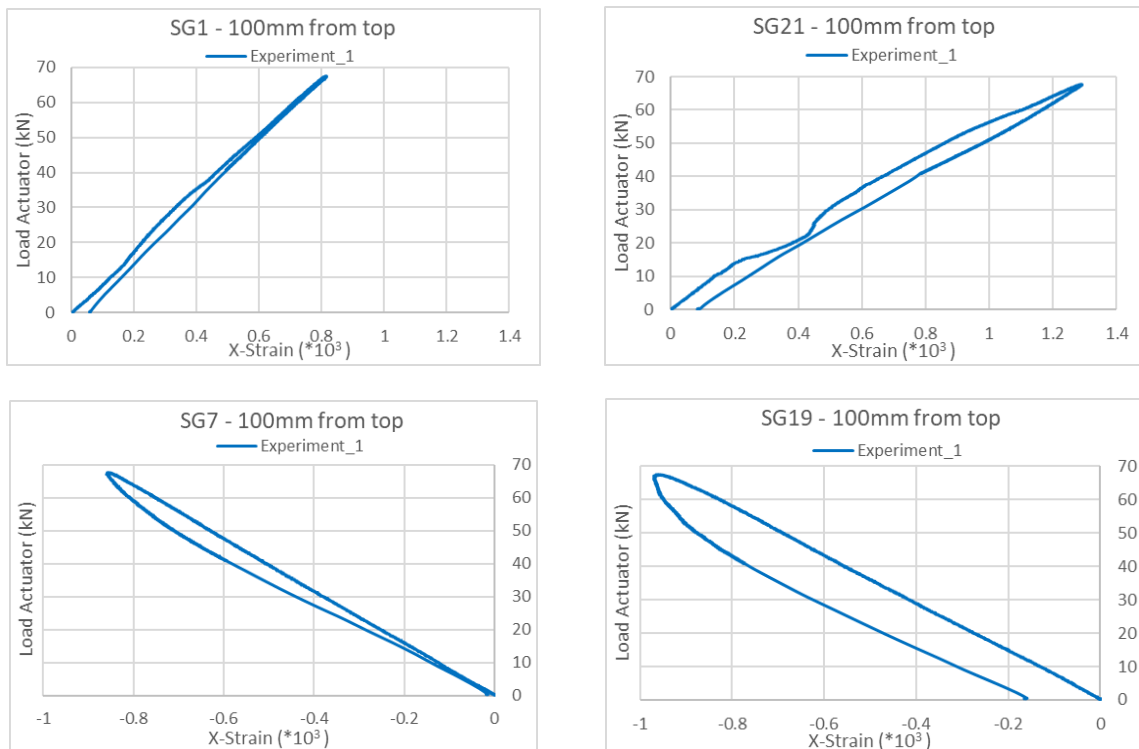 SG1 - 100mm from top
Experiment_1
Load Actuator (kN)
70
60
50
40
30
20
10
0
0 0.2 0.4 0.6 0.8 1 1.2 1.4
X-Strain (*10³)
SG21 - 100mm from top
Experiment_1
Load Actuator (kN)
70
60
50
40
30
20
10
0
0 0.2 0.4 0.6 0.8 1 1.2 1.4
X-Strain (*10³)
SG7 - 100mm from top
Experiment_1
Load Actuator (kN)
70
60
50
40
30
20
10
0
-1 -0.8 -0.6 -0.4 -0.2 0
X-Strain (*10³)
SG19 - 100mm from top
Experiment_1
Load Actuator (kN)
70
60
50
40
30
20
10
0
-1 -0.8 -0.6 -0.4 -0.2 0
X-Strain (*10³)